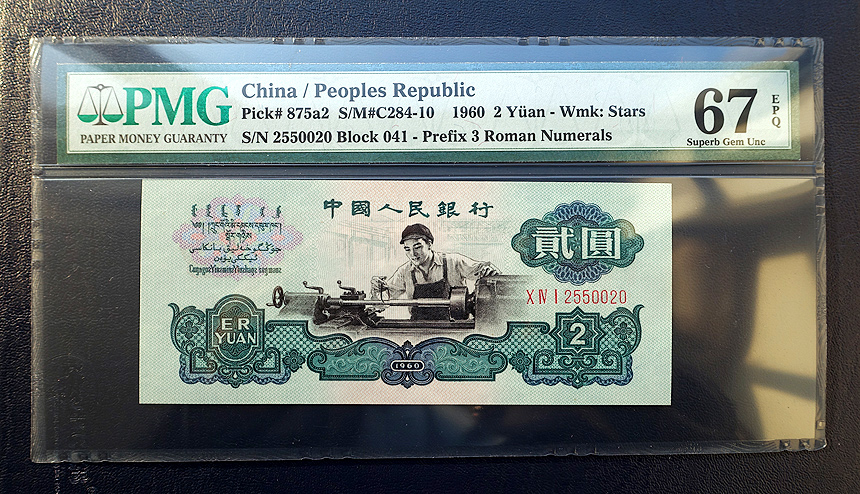 PMG
PAPER MONEY GUARANTY
China / Peoples Republic
Pick# 875a2 S/M#C284-10 1960 2 Yüan - Wmk: Stars
S/N 2550020 Block 041 - Prefix 3 Roman Numerals
67
EPQ
Superb Gem Unc
中國人民銀行
貳圓
X IV I 2550020
ER
YUAN
2
1960